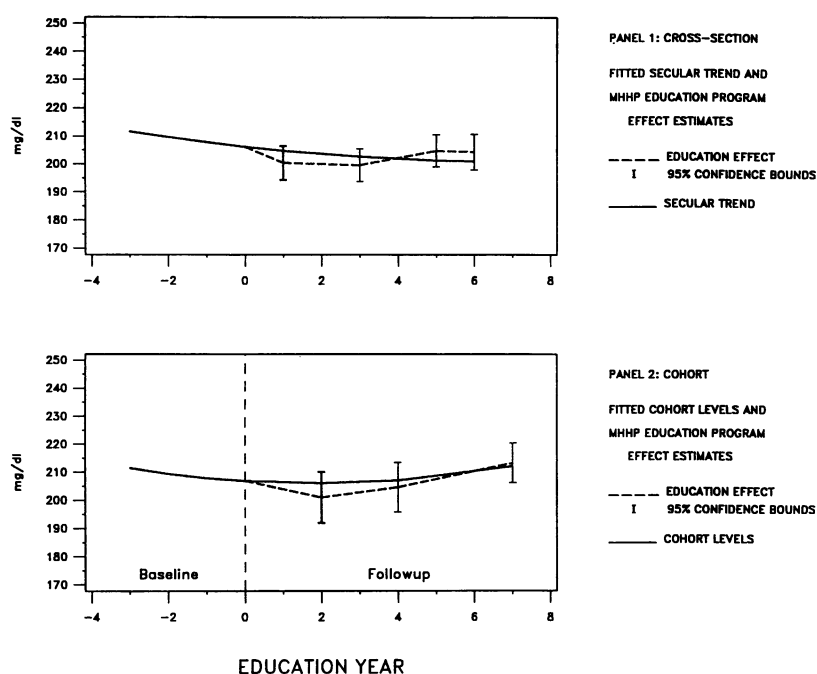 250
240
230
220
210
200
190
180
170
mg/dl
-4 -2 0 2 4 6 8
PANEL 1: CROSS-SECTION
FITTED SECULAR TREND AND
MHHP EDUCATION PROGRAM
EFFECT ESTIMATES
EDUCATION EFFECT
I 95% CONFIDENCE BOUNDS
SECULAR TREND
250
240
230
220
210
200
190
180
170
mg/dl
Baseline Followup
-4 -2 0 2 4 6 8
PANEL 2: COHORT
FITTED COHORT LEVELS AND
MHHP EDUCATION PROGRAM
EFFECT ESTIMATES
EDUCATION EFFECT
I 95% CONFIDENCE BOUNDS
COHORT LEVELS
EDUCATION YEAR